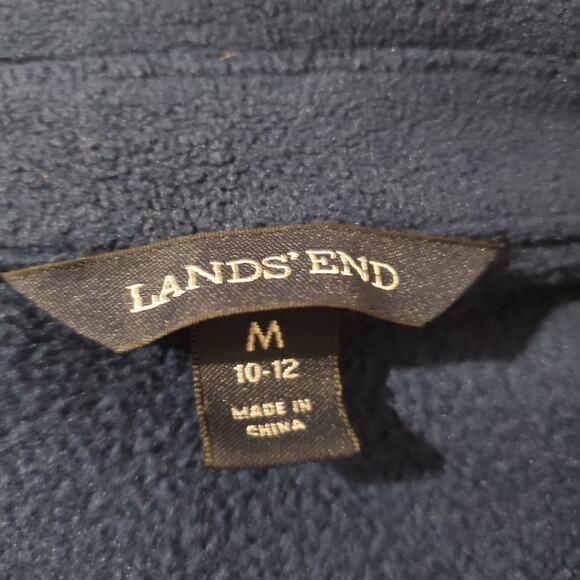 LANDS' END
M
10-12
MADE IN
CHINA